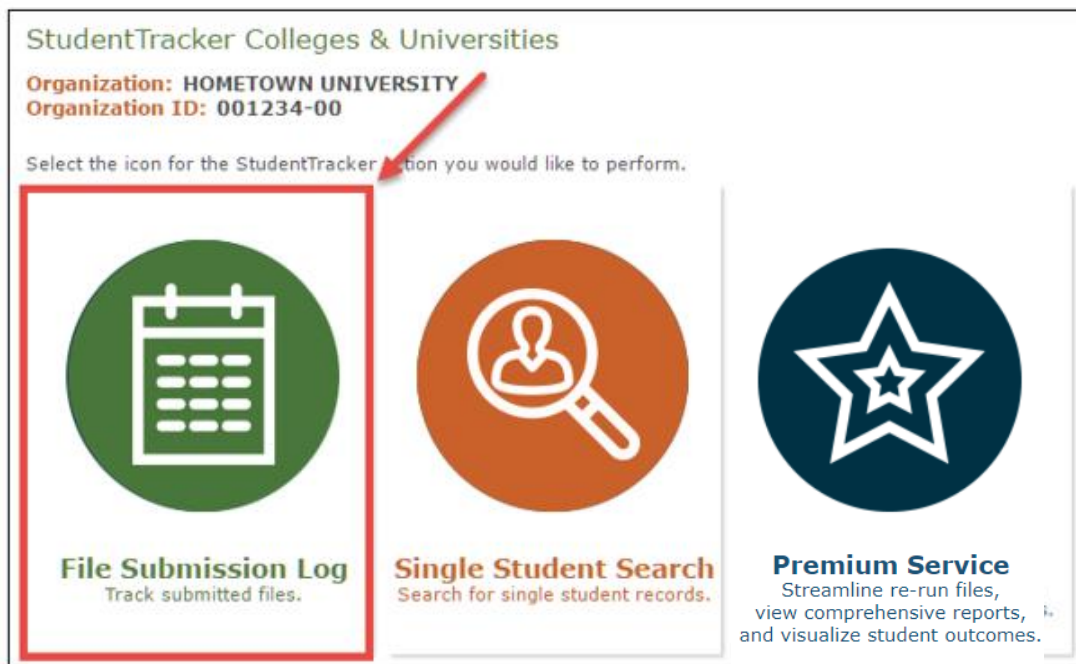 StudentTracker Colleges & Universities
Organization: HOMETOWN UNIVERSITY
Organization ID: 001234-00
Select the icon for the StudentTracker action you would like to perform.
File Submission Log
Track submitted files.
Single Student Search
Search for single student records.
Premium Service
Streamline re-run files,
view comprehensive reports,
and visualize student outcomes.